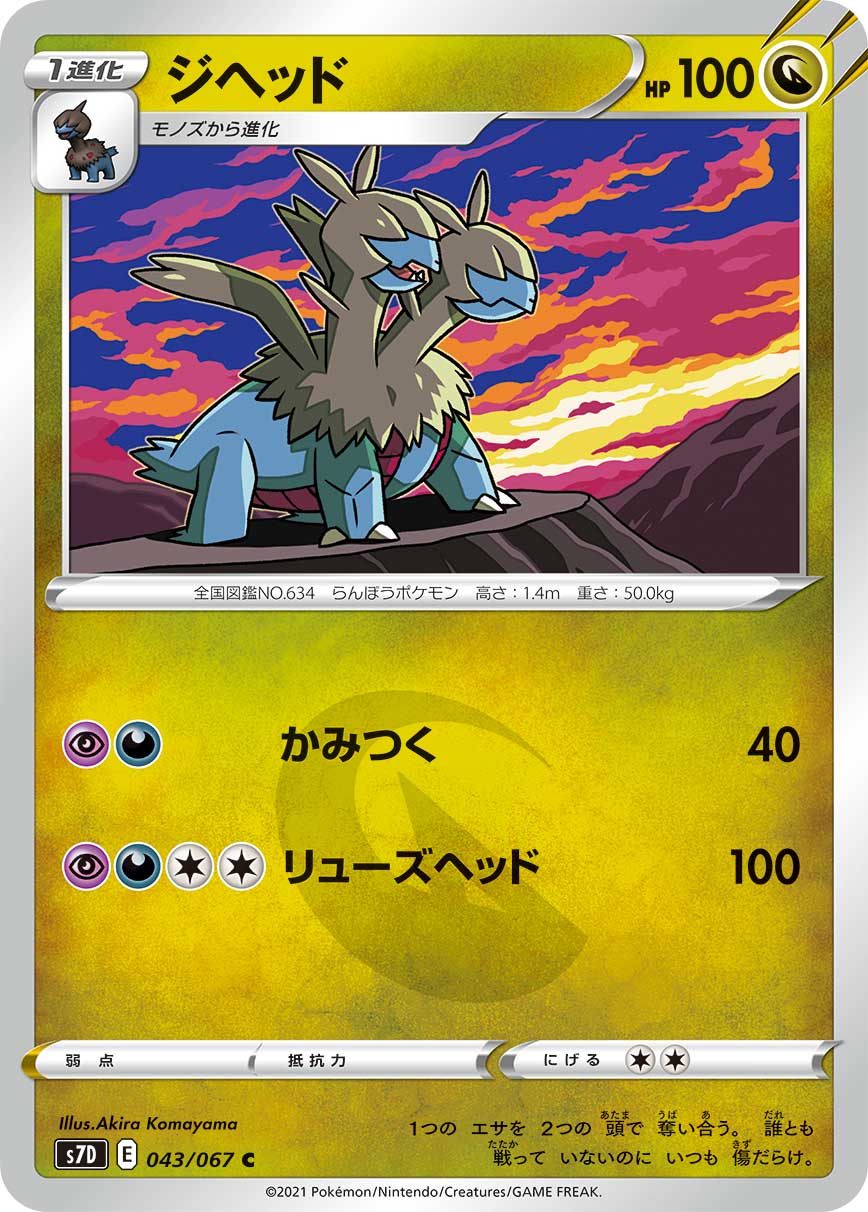 1進化 ジヘッド HP 100
モノズから進化
全国図鑑NO.634 らんぼうポケモン 高さ：1.4m 重さ：50.0kg
かみつく 40
リューズヘッド 100
弱点 抵抗力 にげる
Illus.Akira Komayama
1つの エサを 2つの 頭で 奪い合う。 誰とも
戦って いないのに いつも 傷だらけ。
s7D E 043/067 C
©2021 Pokémon/Nintendo/Creatures/GAME FREAK.